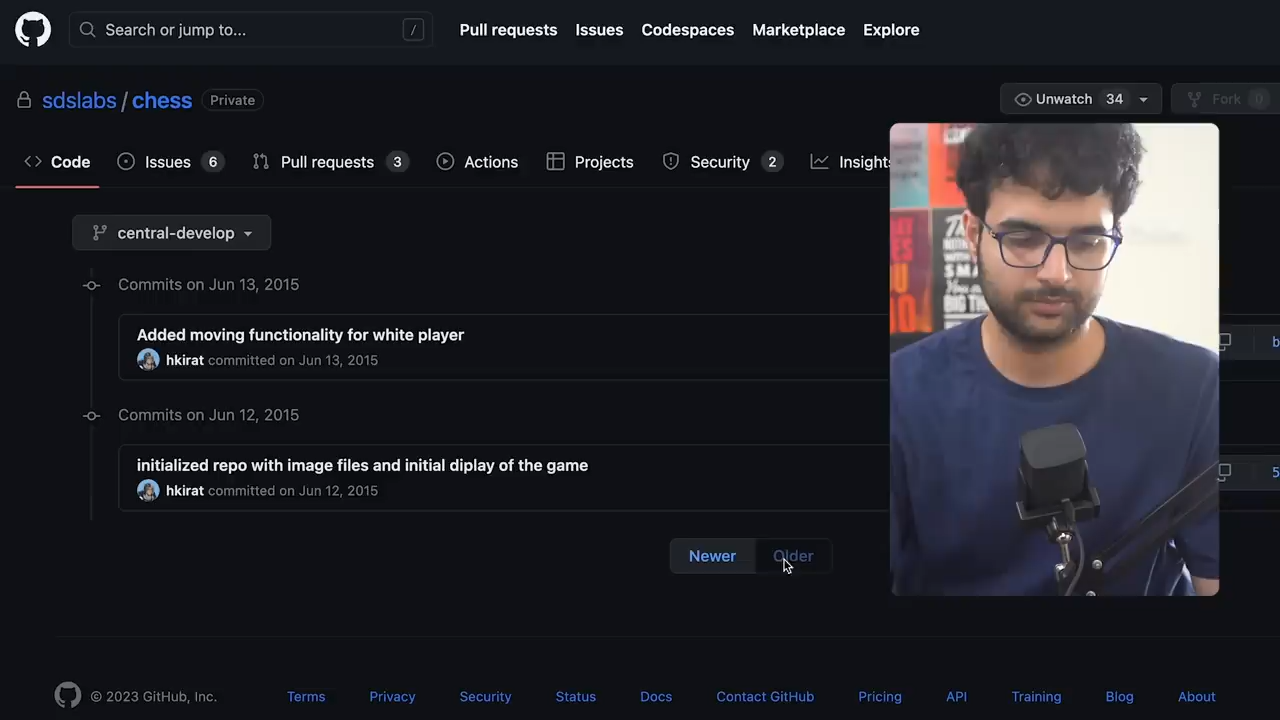 Search or jump to... /
Pull requests Issues Codespaces Marketplace Explore
sdslabs / chess Private
Unwatch 34 Fork 0
Code Issues 6 Pull requests 3 Actions Projects Security 2 Insights
central-develop
Commits on Jun 13, 2015
Added moving functionality for white player
hkirat committed on Jun 13, 2015
b
Commits on Jun 12, 2015
initialized repo with image files and initial diplay of the game
hkirat committed on Jun 12, 2015
5
Newer Older
© 2023 GitHub, Inc. Terms Privacy Security Status Docs Contact GitHub Pricing API Training Blog About